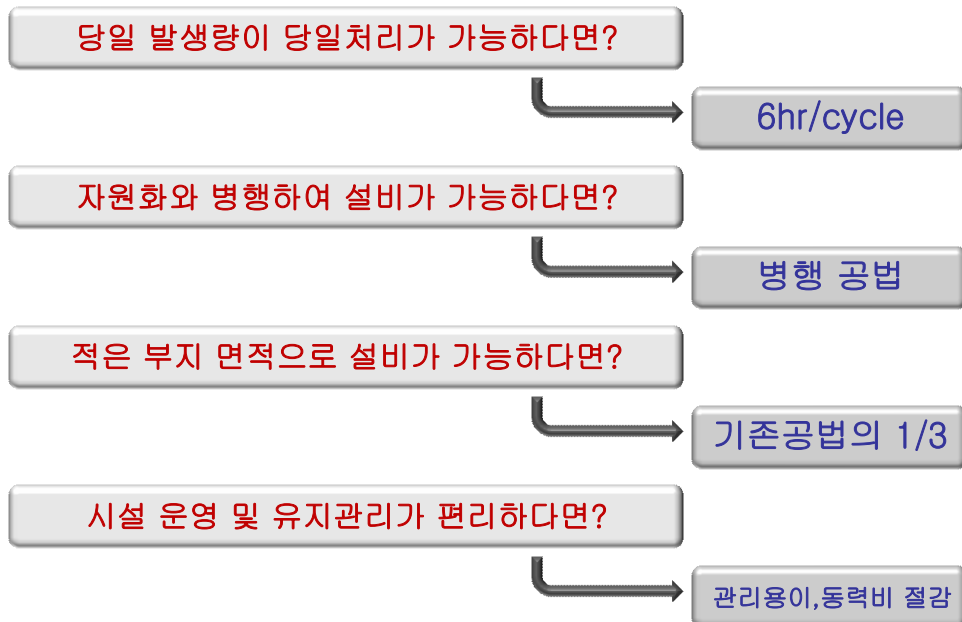 당일 발생량이 당일처리가 가능하다면?
6hr/cycle
자원화와 병행하여 설비가 가능하다면?
병행 공법
적은 부지 면적으로 설비가 가능하다면?
기존공법의 1/3
시설 운영 및 유지관리가 편리하다면?
관리용이,동력비 절감